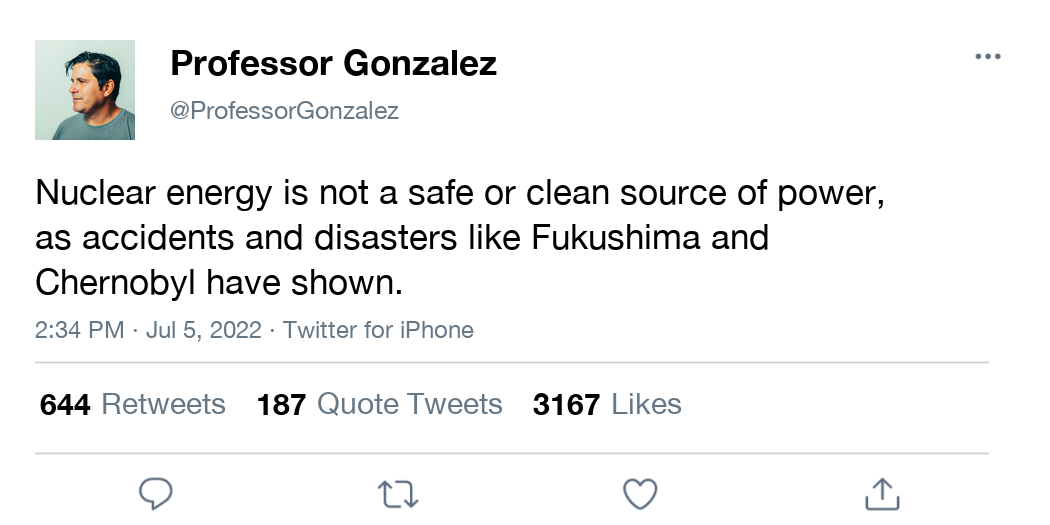 Professor Gonzalez
@ProfessorGonzalez
Nuclear energy is not a safe or clean source of power,
as accidents and disasters like Fukushima and
Chernobyl have shown.
2:34 PM · Jul 5, 2022 · Twitter for iPhone
644 Retweets 187 Quote Tweets 3167 Likes